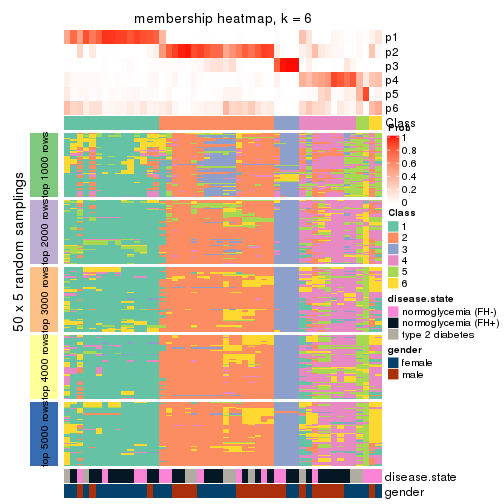 membership heatmap, k = 6
p1
p2
p3
p4
p5
p6
Class
50 x 5 random samplings
top 1000 rows
top 2000 rows
top 3000 rows
top 4000 rows
top 5000 rows
Prob
1
0.8
0.6
0.4
0.2
0
Class
1
2
3
4
5
6
disease.state
normoglycemia (FH-)
normoglycemia (FH+)
type 2 diabetes
gender
female
male
disease.state
gender